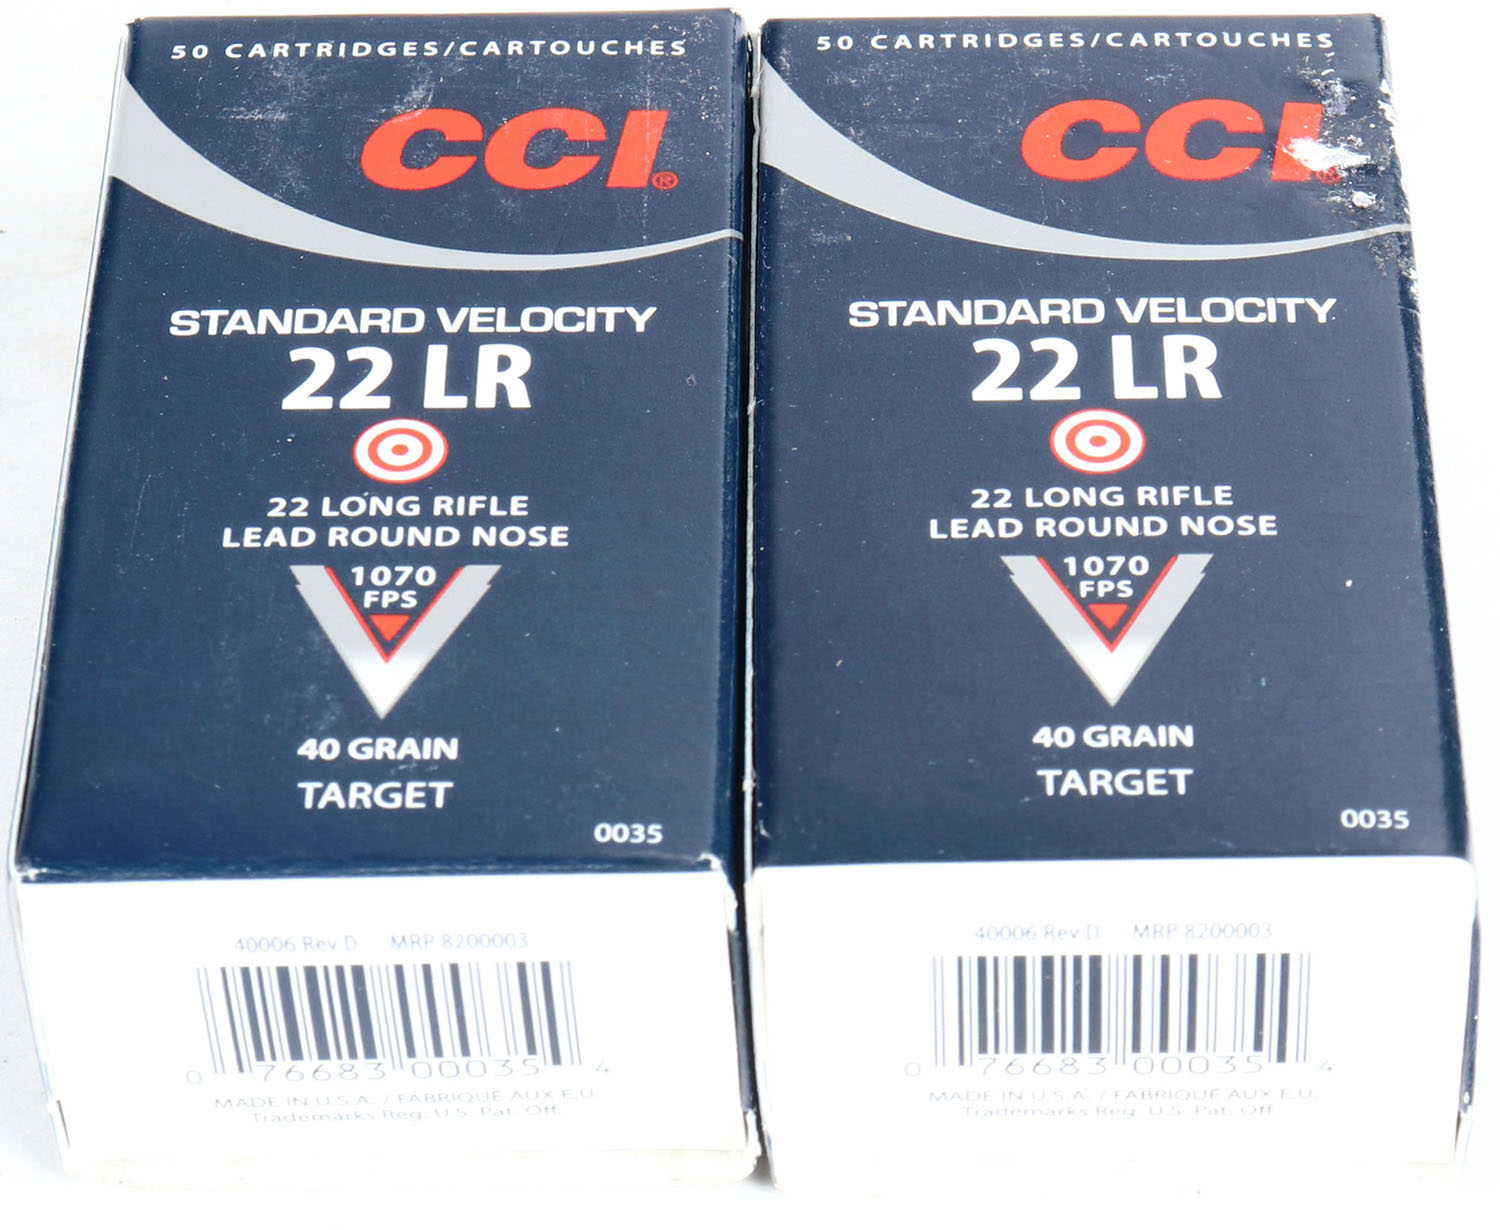 50 CARTRIDGES/CARTOUCHES
CCI®
STANDARD VELOCITY
22 LR
22 LONG RIFLE
LEAD ROUND NOSE
1070
FPS
40 GRAIN
TARGET
0035
40006 Rev D MRP 8200003
0 76683 00035 4
MADE IN U.S.A. / FABRIQUÉ AUX E.U.
Trademarks Reg. U.S. Pat. Off.
50 CARTRIDGES/CARTOUCHES
CCI®
STANDARD VELOCITY
22 LR
22 LONG RIFLE
LEAD ROUND NOSE
1070
FPS
40 GRAIN
TARGET
0035
40006 Rev D MRP 8200003
0 76683 00035 4
MADE IN U.S.A. / FABRIQUÉ AUX E.U.
Trademarks Reg. U.S. Pat. Off.